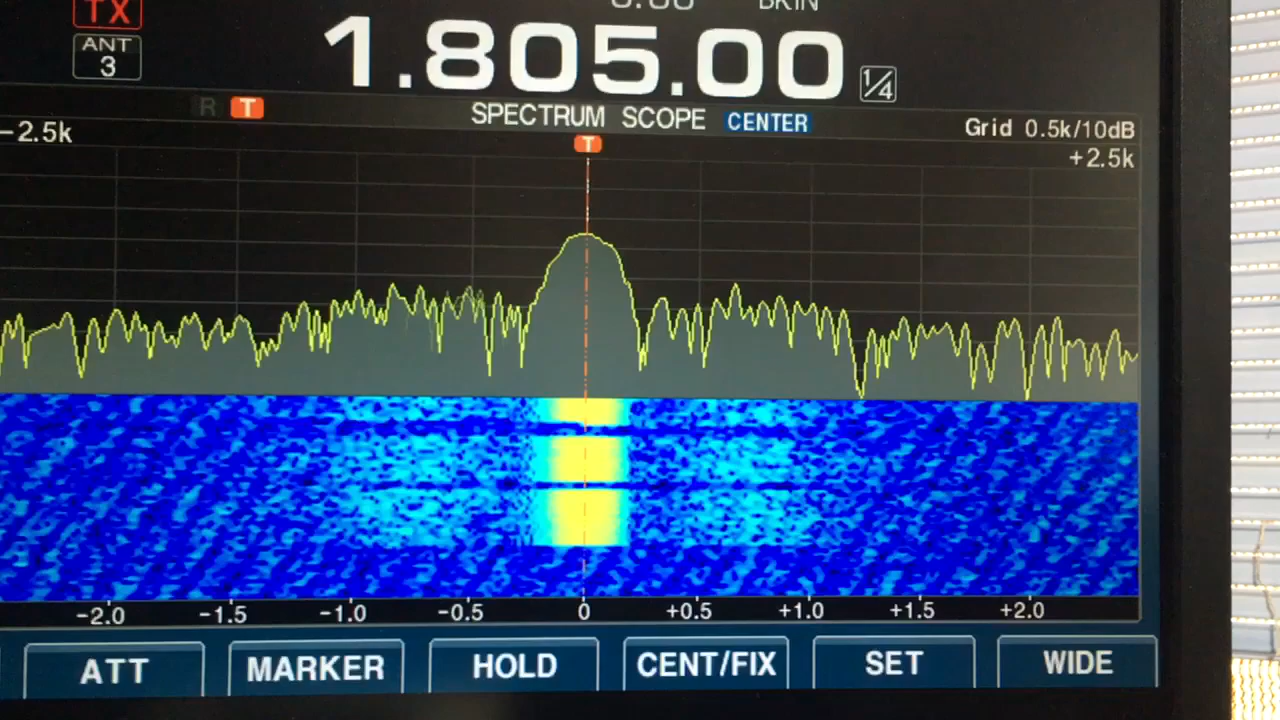 TX
BKIN
ANT
3
1.805.00 1/4
R T
SPECTRUM SCOPE CENTER
-2.5k
Grid 0.5k/10dB
+2.5k
T
-2.0 -1.5 -1.0 -0.5 0 +0.5 +1.0 +1.5 +2.0
ATT MARKER HOLD CENT/FIX SET WIDE